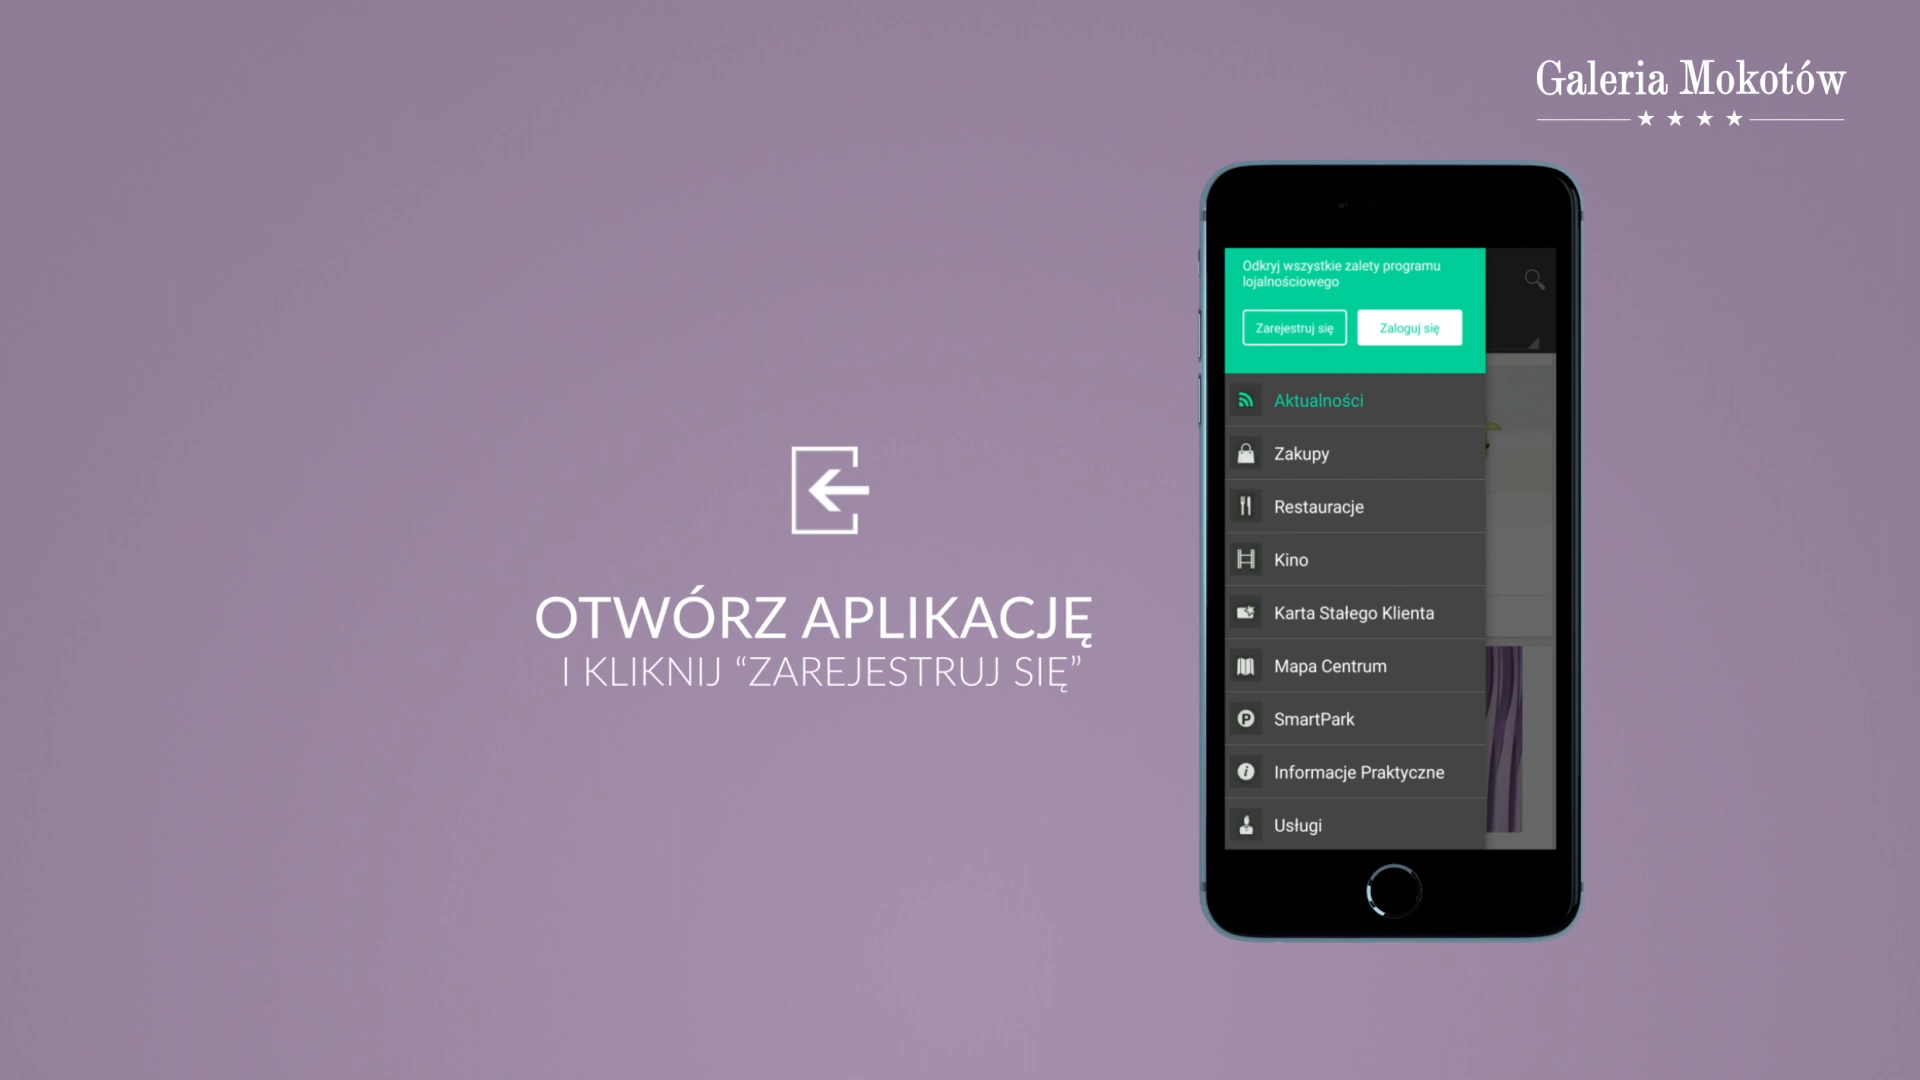 Galeria Mokotów
OTWÓRZ APLIKACJĘ
I KLIKNIJ “ZAREJESTRUJ SIĘ”
Odkryj wszystkie zalety programu
lojalnościowego
Zarejestruj się
Zaloguj się
Aktualności
Zakupy
Restauracje
Kino
Karta Stałego Klienta
Mapa Centrum
SmartPark
Informacje Praktyczne
Usługi